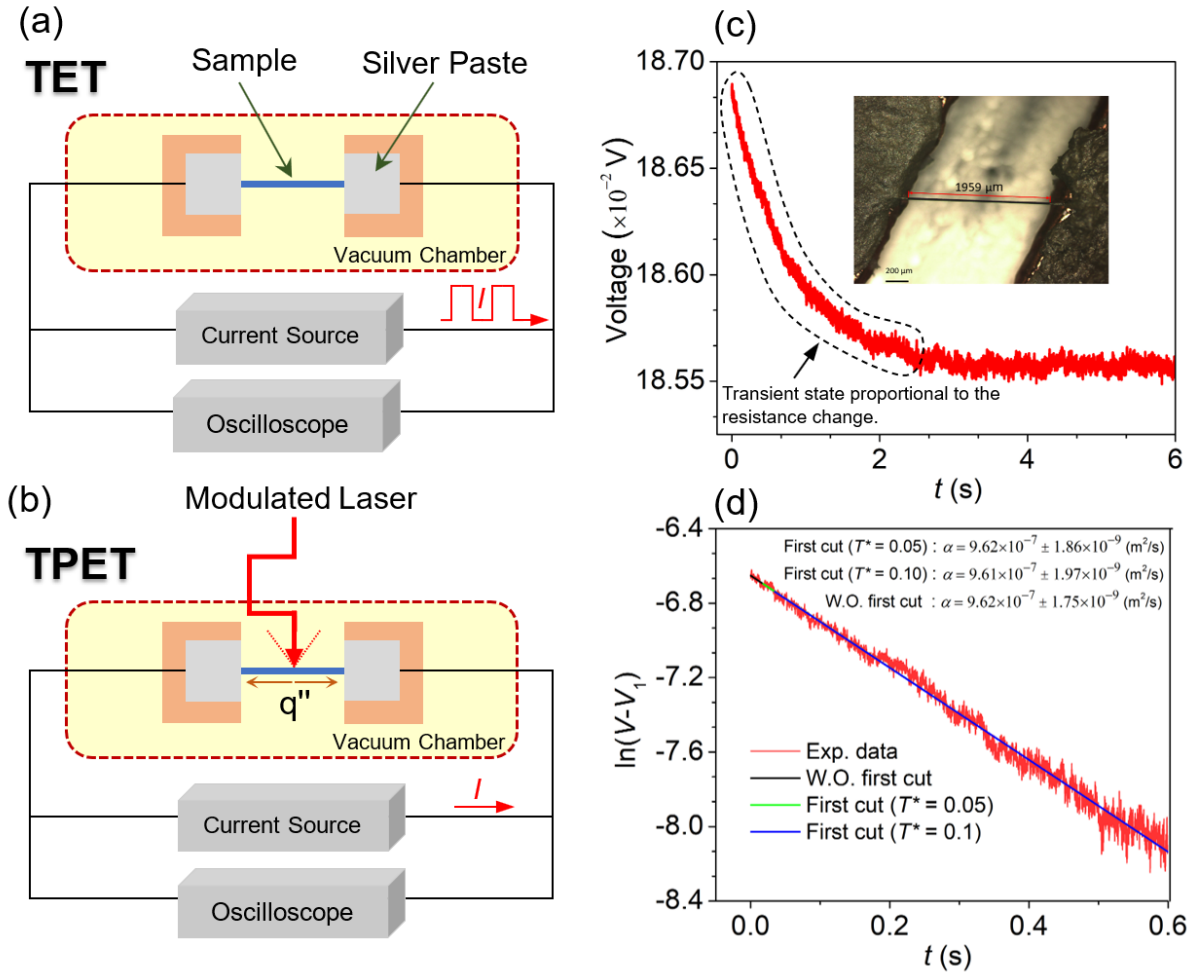 (a)
TET
Sample
Silver Paste
Vacuum Chamber
I
Current Source
Oscilloscope
(b)
Modulated Laser
TPET
q"
Vacuum Chamber
I
Current Source
Oscilloscope
(c)
18.70
18.65
18.60
18.55
Voltage (×10⁻² V)
1959 µm
200 µm
Transient state proportional to the
resistance change.
0
2
4
6
t (s)
(d)
-6.4
-6.8
-7.2
-7.6
-8.0
-8.4
ln(V-V₁)
First cut (T* = 0.05) : α = 9.62×10⁻⁷ ± 1.86×10⁻⁹ (m²/s)
First cut (T* = 0.10) : α = 9.61×10⁻⁷ ± 1.97×10⁻⁹ (m²/s)
W.O. first cut : α = 9.62×10⁻⁷ ± 1.75×10⁻⁹ (m²/s)
Exp. data
W.O. first cut
First cut (T* = 0.05)
First cut (T* = 0.1)
0.0
0.2
0.4
0.6
t (s)